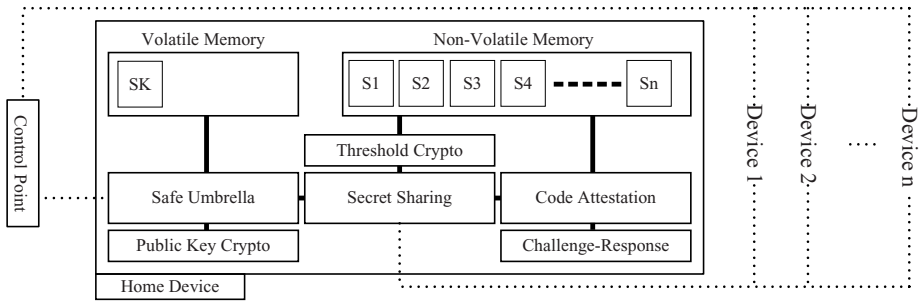 Volatile Memory
Non-Volatile Memory
SK
S1 S2 S3 S4 Sn
Control Point
Threshold Crypto
Safe Umbrella
Secret Sharing
Code Attestation
Public Key Crypto
Challenge-Response
Home Device
Device 1
Device 2
Device n